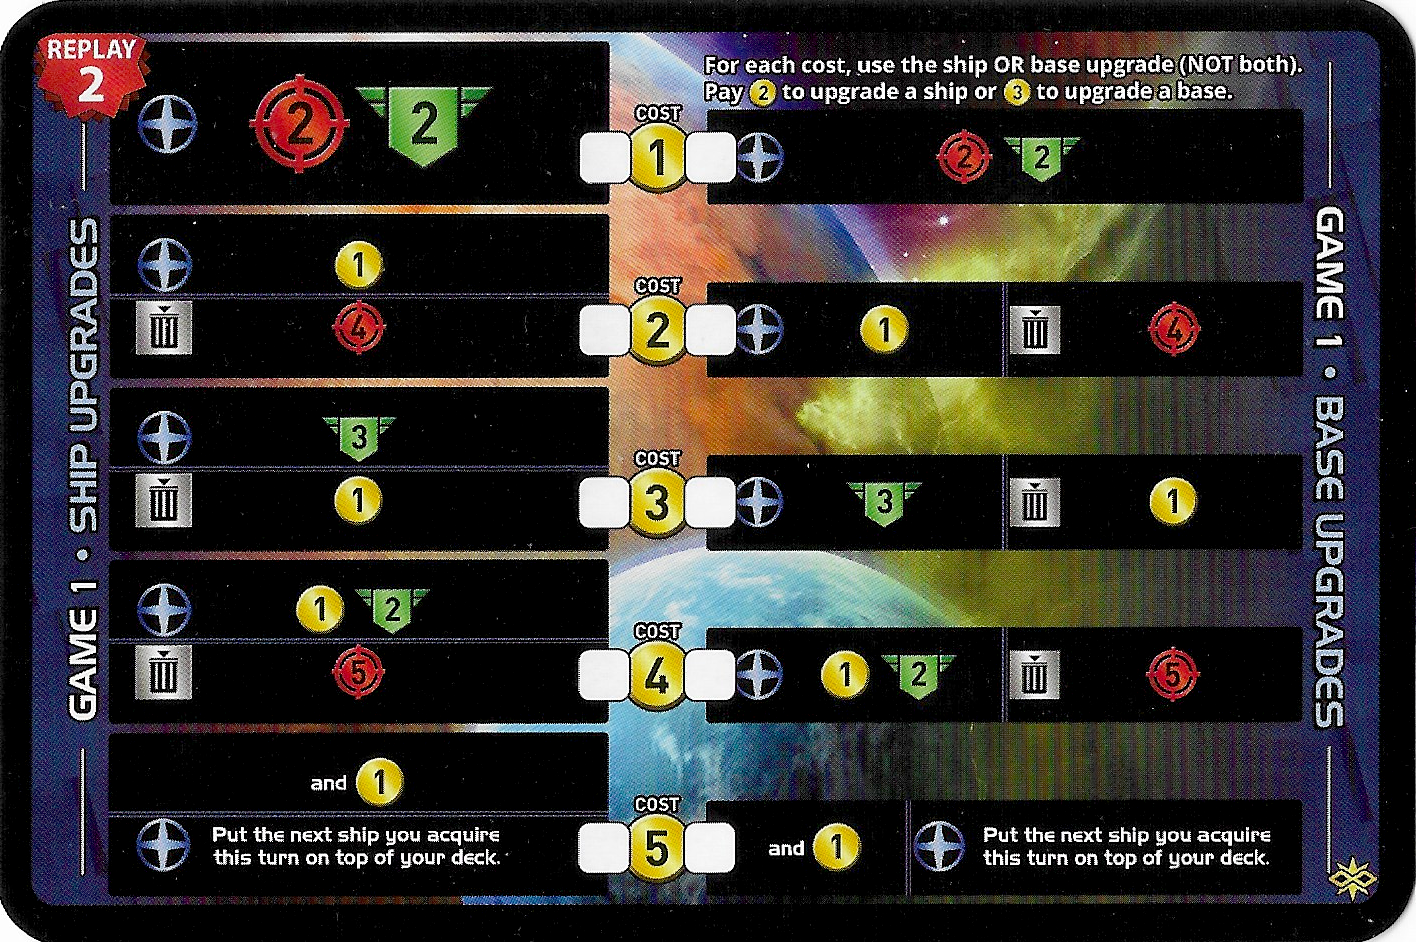 REPLAY
2
GAME 1 • SHIP UPGRADES
2 2
1
4
3
1
1 2
5
and 1
Put the next ship you acquire
this turn on top of your deck.
COST
1
COST
2
COST
3
COST
4
COST
5
For each cost, use the ship OR base upgrade (NOT both).
Pay 2 to upgrade a ship or 3 to upgrade a base.
2 2
1 4
3 1
1 2 5
and 1
Put the next ship you acquire
this turn on top of your deck.
GAME 1 • BASE UPGRADES